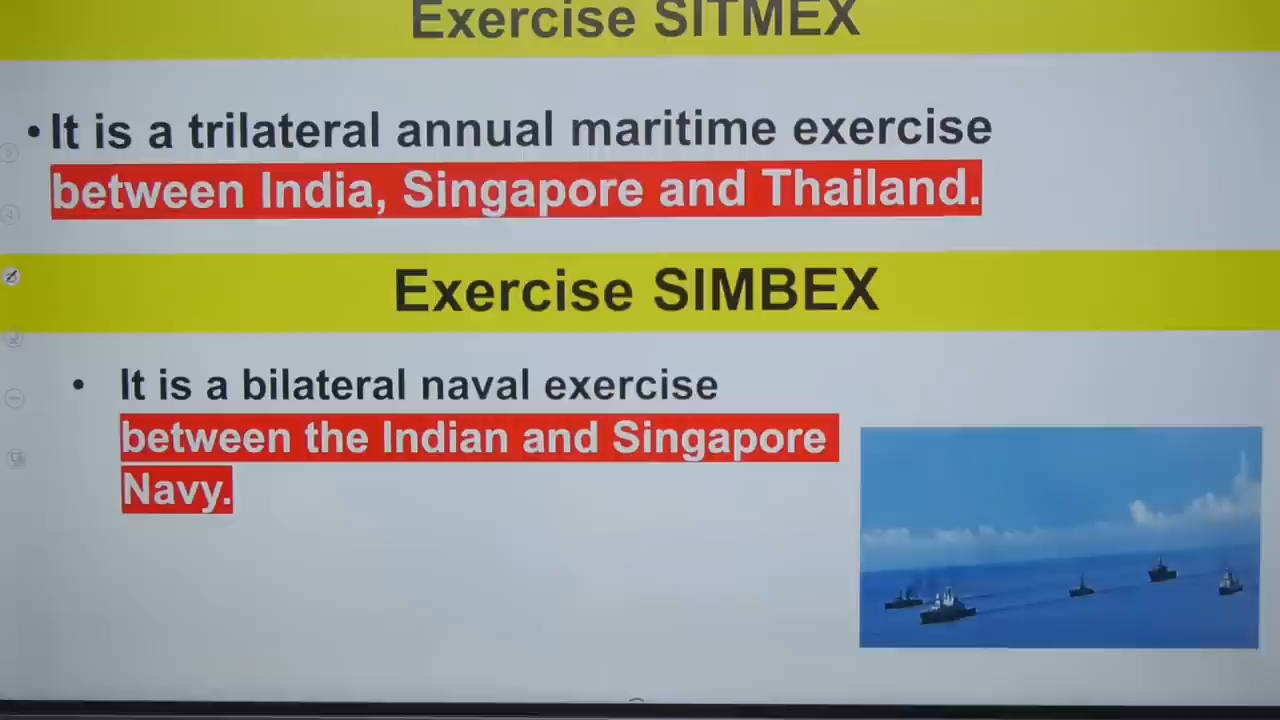 Exercise SITMEX
• It is a trilateral annual maritime exercise
between India, Singapore and Thailand.
Exercise SIMBEX
• It is a bilateral naval exercise
between the Indian and Singapore
Navy.